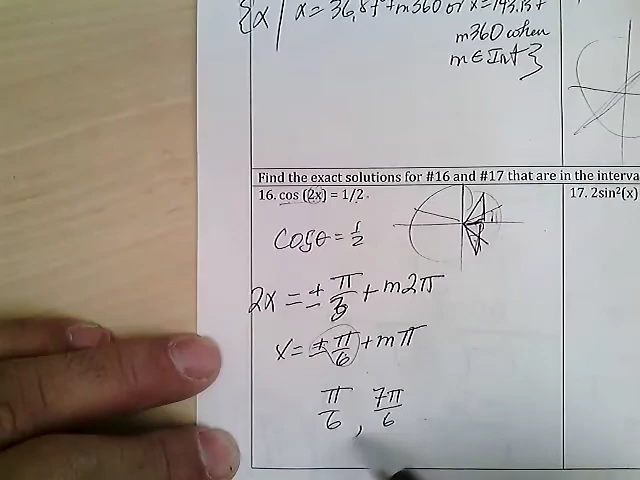 {x | x = 36.87 + m360 or x = 143.13 +
m360 when
m ∈ Int}
Find the exact solutions for #16 and #17 that are in the interva
16. cos (2x) = 1/2.
17. 2sin²(x)
cos θ = 1/2
2x = ± π/3 + m2π
x = ± π/6 + mπ
π/6 , 7π/6